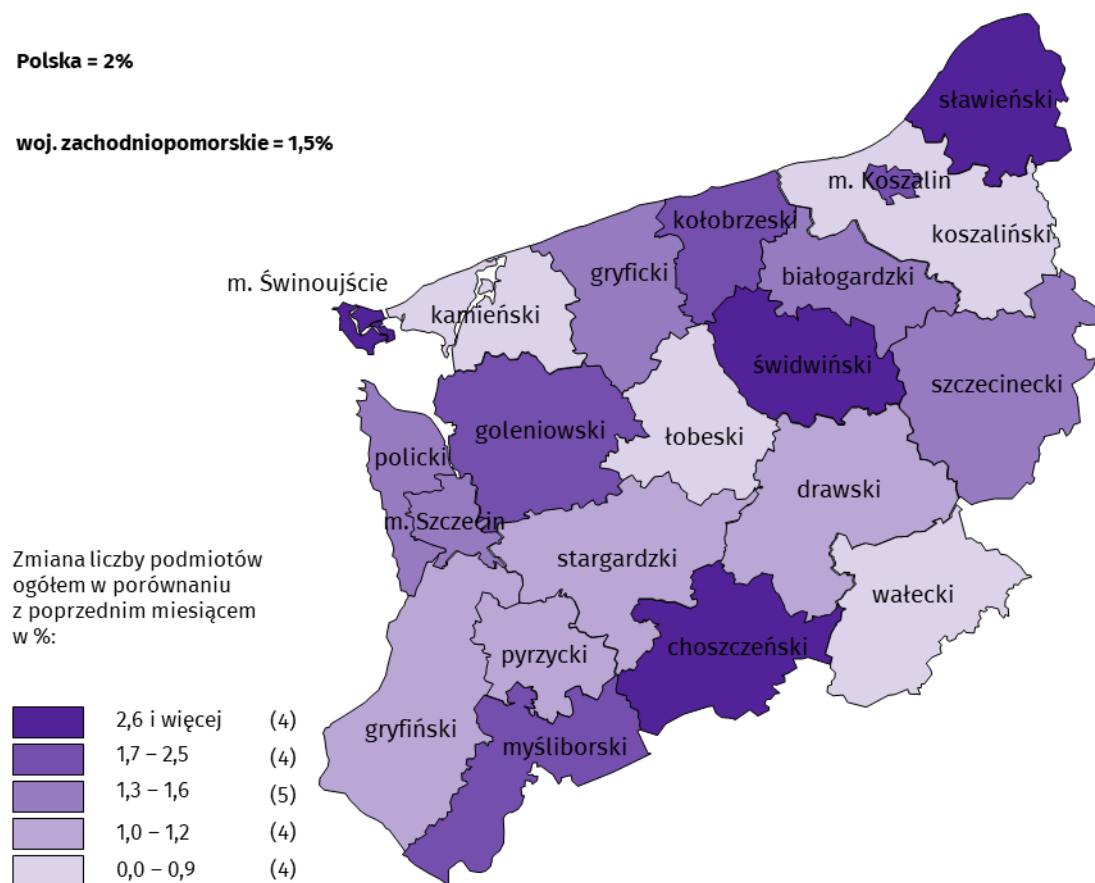 Polska = 2%
woj. zachodniopomorskie = 1,5%
sławieński
m. Koszalin
kołobrzeski
koszaliński
gryficki
białogardzki
m. Świnoujście
kamieński
świdwiński
szczecinecki
goleniowski
łobeski
policki
drawski
m. Szczecin
stargardzki
wałecki
choszczeński
pyrzycki
gryfiński
myśliborski
Zmiana liczby podmiotów
ogółem w porównaniu
z poprzednim miesiącem
w %:
2,6 i więcej (4)
1,7 – 2,5 (4)
1,3 – 1,6 (5)
1,0 – 1,2 (4)
0,0 – 0,9 (4)